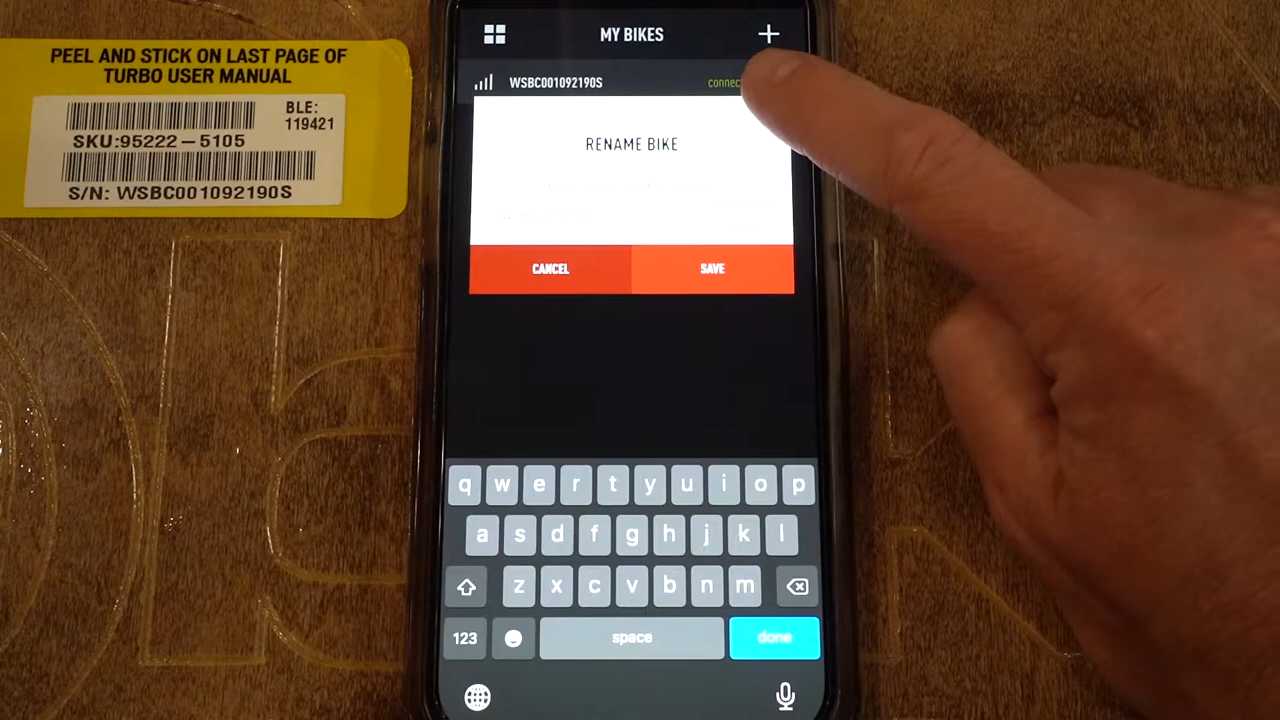 PEEL AND STICK ON LAST PAGE OF
TURBO USER MANUAL
BLE:
119421
SKU:95222-5105
S/N: WSBC001092190S
MY BIKES
WSBC001092190S
RENAME BIKE
CANCEL SAVE
q w e r t y u i o p
a s d f g h j k l
z x c v b n m
123 space done